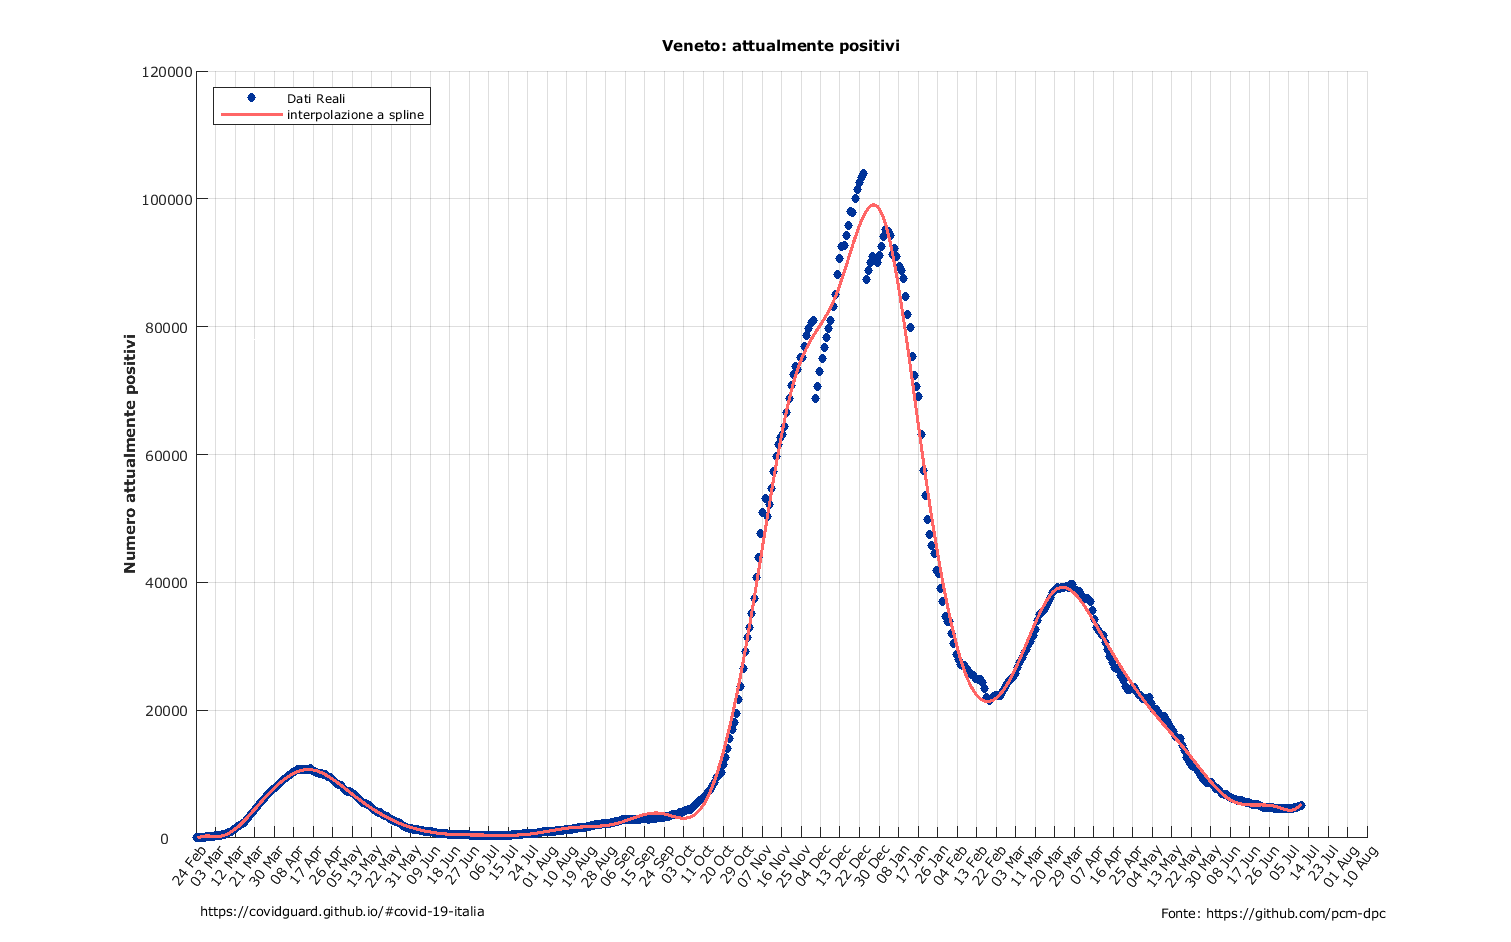 Veneto: attualmente positivi
Dati Reali
interpolazione a spline
Numero attualmente positivi
120000
100000
80000
60000
40000
20000
0
24 Feb
03 Mar
12 Mar
21 Mar
30 Mar
08 Apr
17 Apr
26 Apr
05 May
13 May
22 May
31 May
09 Jun
18 Jun
27 Jun
06 Jul
15 Jul
24 Jul
01 Aug
10 Aug
19 Aug
28 Aug
06 Sep
15 Sep
24 Sep
03 Oct
11 Oct
20 Oct
29 Oct
07 Nov
16 Nov
25 Nov
04 Dec
13 Dec
22 Dec
30 Dec
08 Jan
17 Jan
26 Jan
04 Feb
13 Feb
22 Feb
03 Mar
11 Mar
20 Mar
29 Mar
07 Apr
16 Apr
25 Apr
04 May
13 May
22 May
30 May
08 Jun
17 Jun
26 Jun
05 Jul
14 Jul
23 Jul
01 Aug
10 Aug
https://covidguard.github.io/#covid-19-italia
Fonte: https://github.com/pcm-dpc